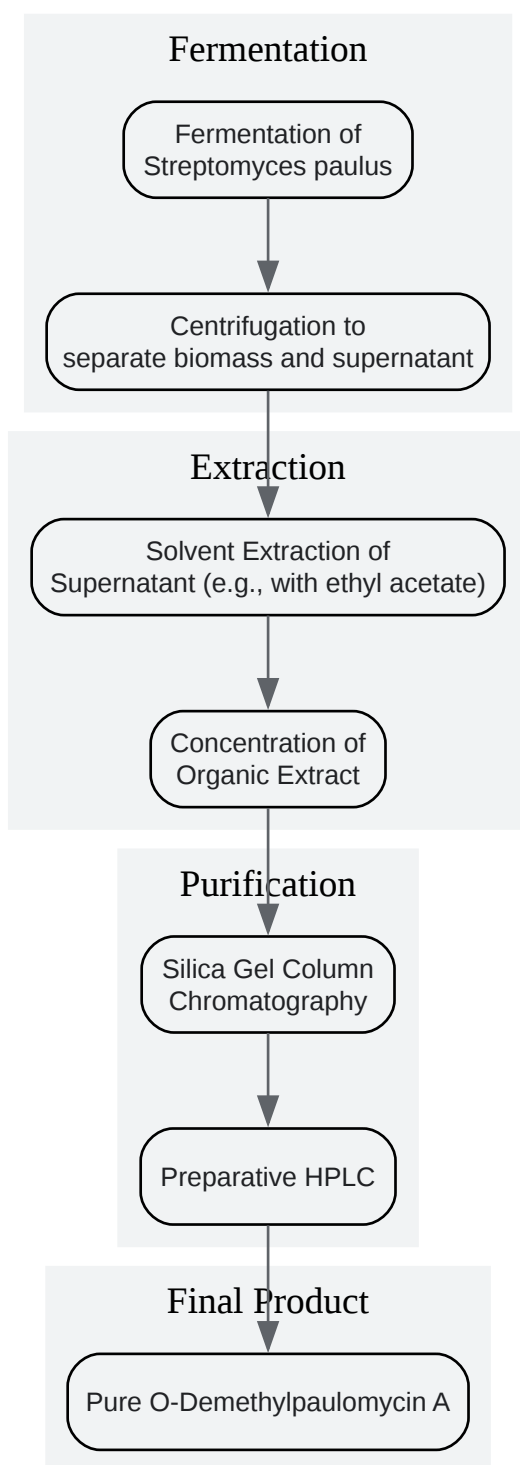 Fermentation
Fermentation of
Streptomyces paulus
Centrifugation to
separate biomass and supernatant
Extraction
Solvent Extraction of
Supernatant (e.g., with ethyl acetate)
Concentration of
Organic Extract
Purification
Silica Gel Column
Chromatography
Preparative HPLC
Final Product
Pure O-Demethylpaulomycin A